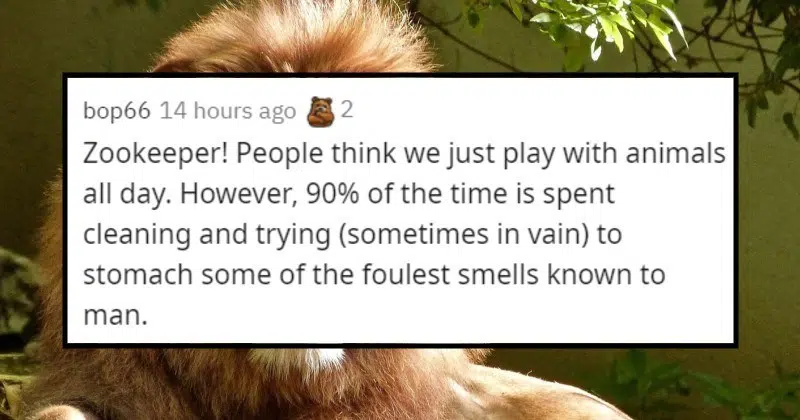 bop66 14 hours ago 2
Zookeeper! People think we just play with animals
all day. However, 90% of the time is spent
cleaning and trying (sometimes in vain) to
stomach some of the foulest smells known to
man.